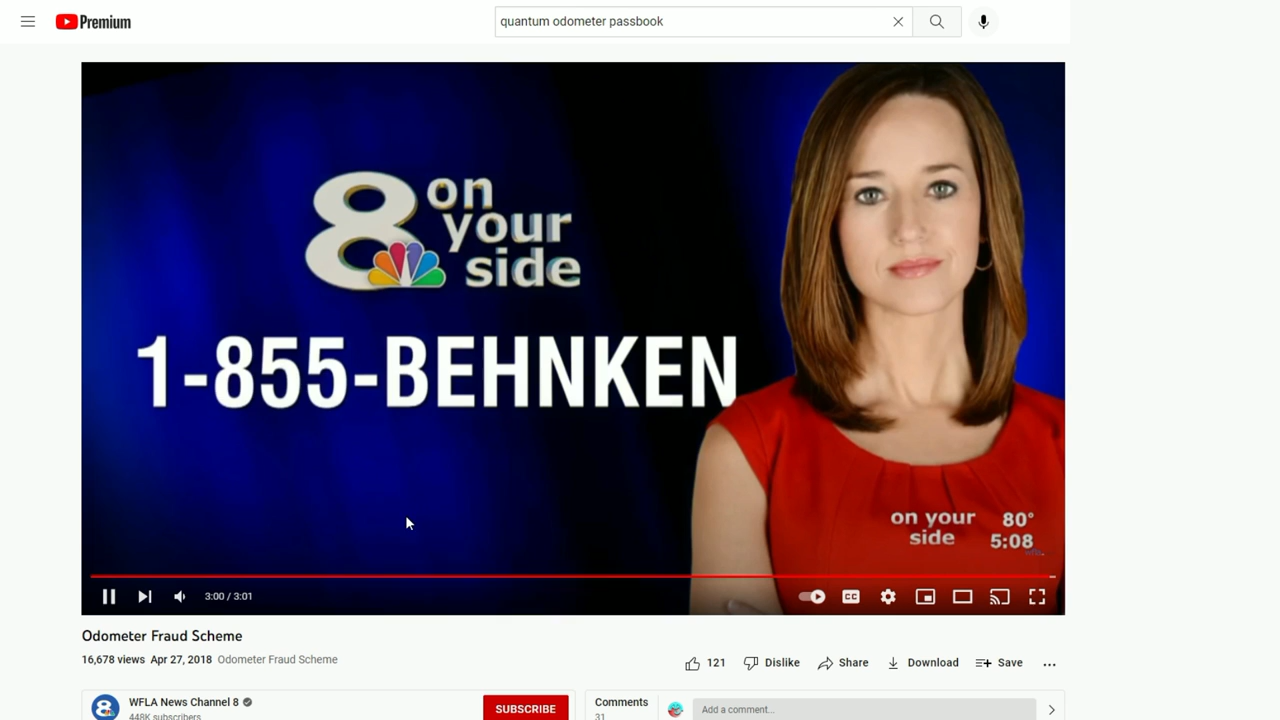 Premium
quantum odometer passbook
8 on
your
side
1-855-BEHNKEN
on your 80°
side 5:08
3:00 / 3:01
CC
Odometer Fraud Scheme
16,678 views Apr 27, 2018 Odometer Fraud Scheme
121 Dislike Share Download Save
8 WFLA News Channel 8
448K subscribers
SUBSCRIBE
Comments
31
Add a comment...